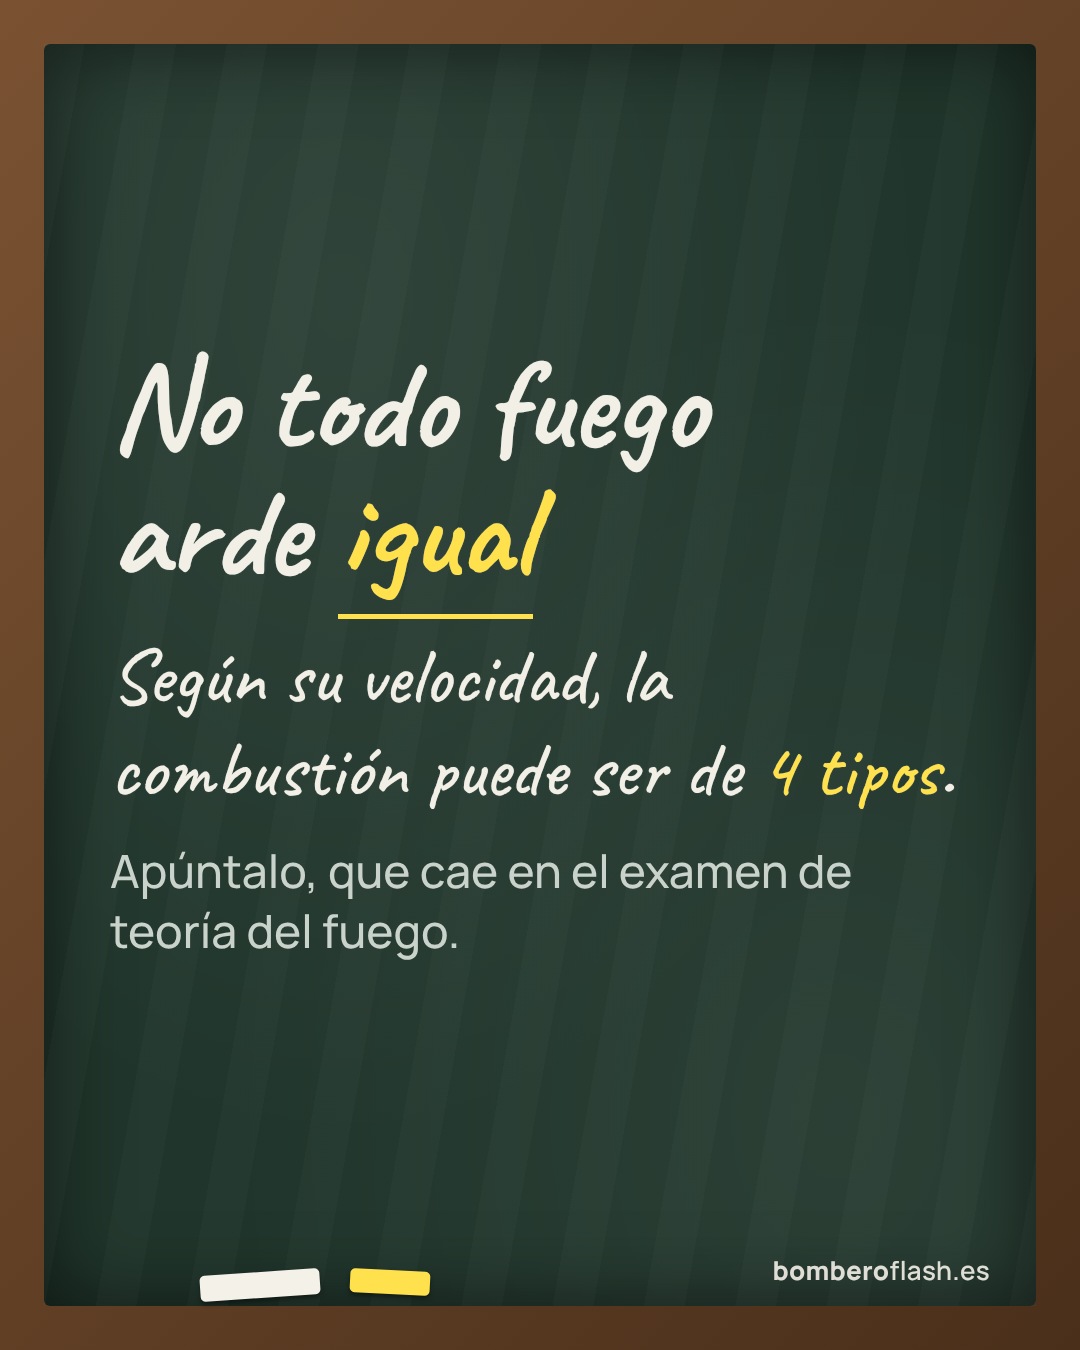 No todo fuego
arde igual
Según su velocidad, la
combustión puede ser de 4 tipos.
Apúntalo, que cae en el examen de
teoría del fuego.
bomberoflash.es